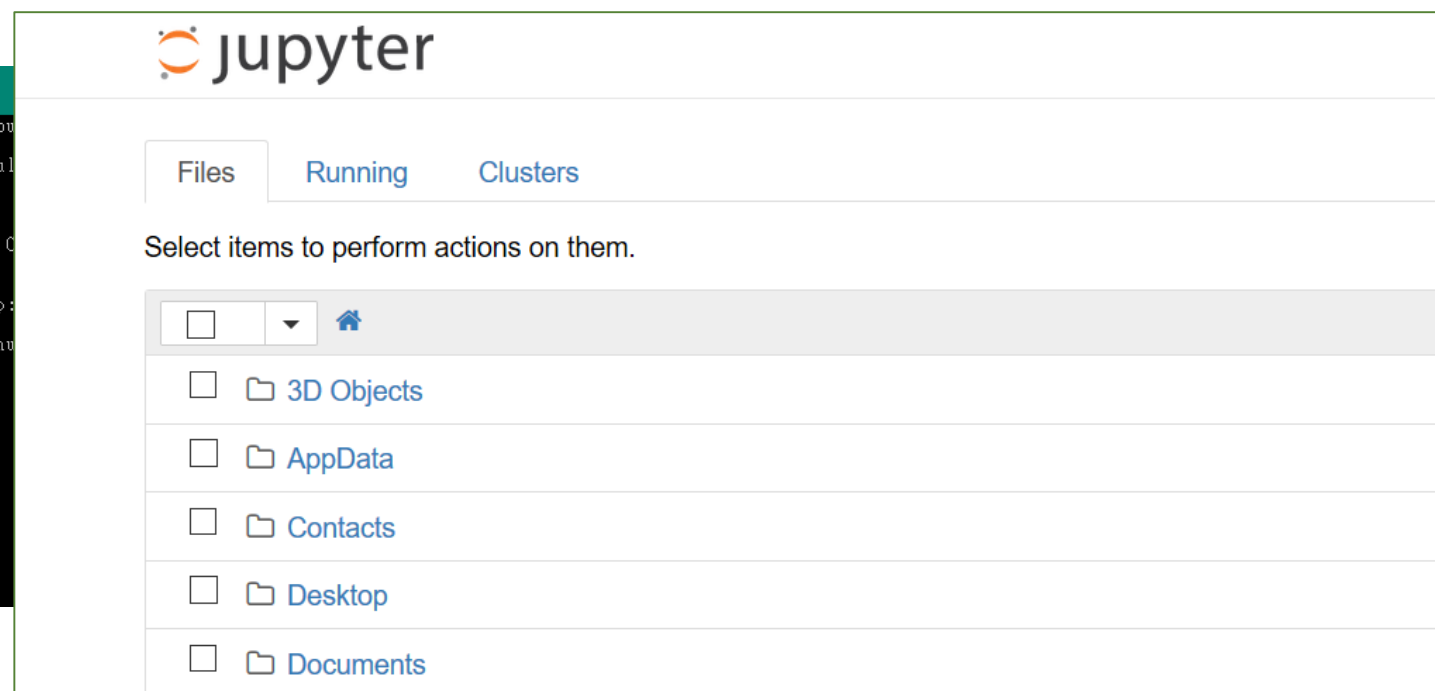 jupyter
Files Running Clusters
Select items to perform actions on them.
3D Objects
AppData
Contacts
Desktop
Documents